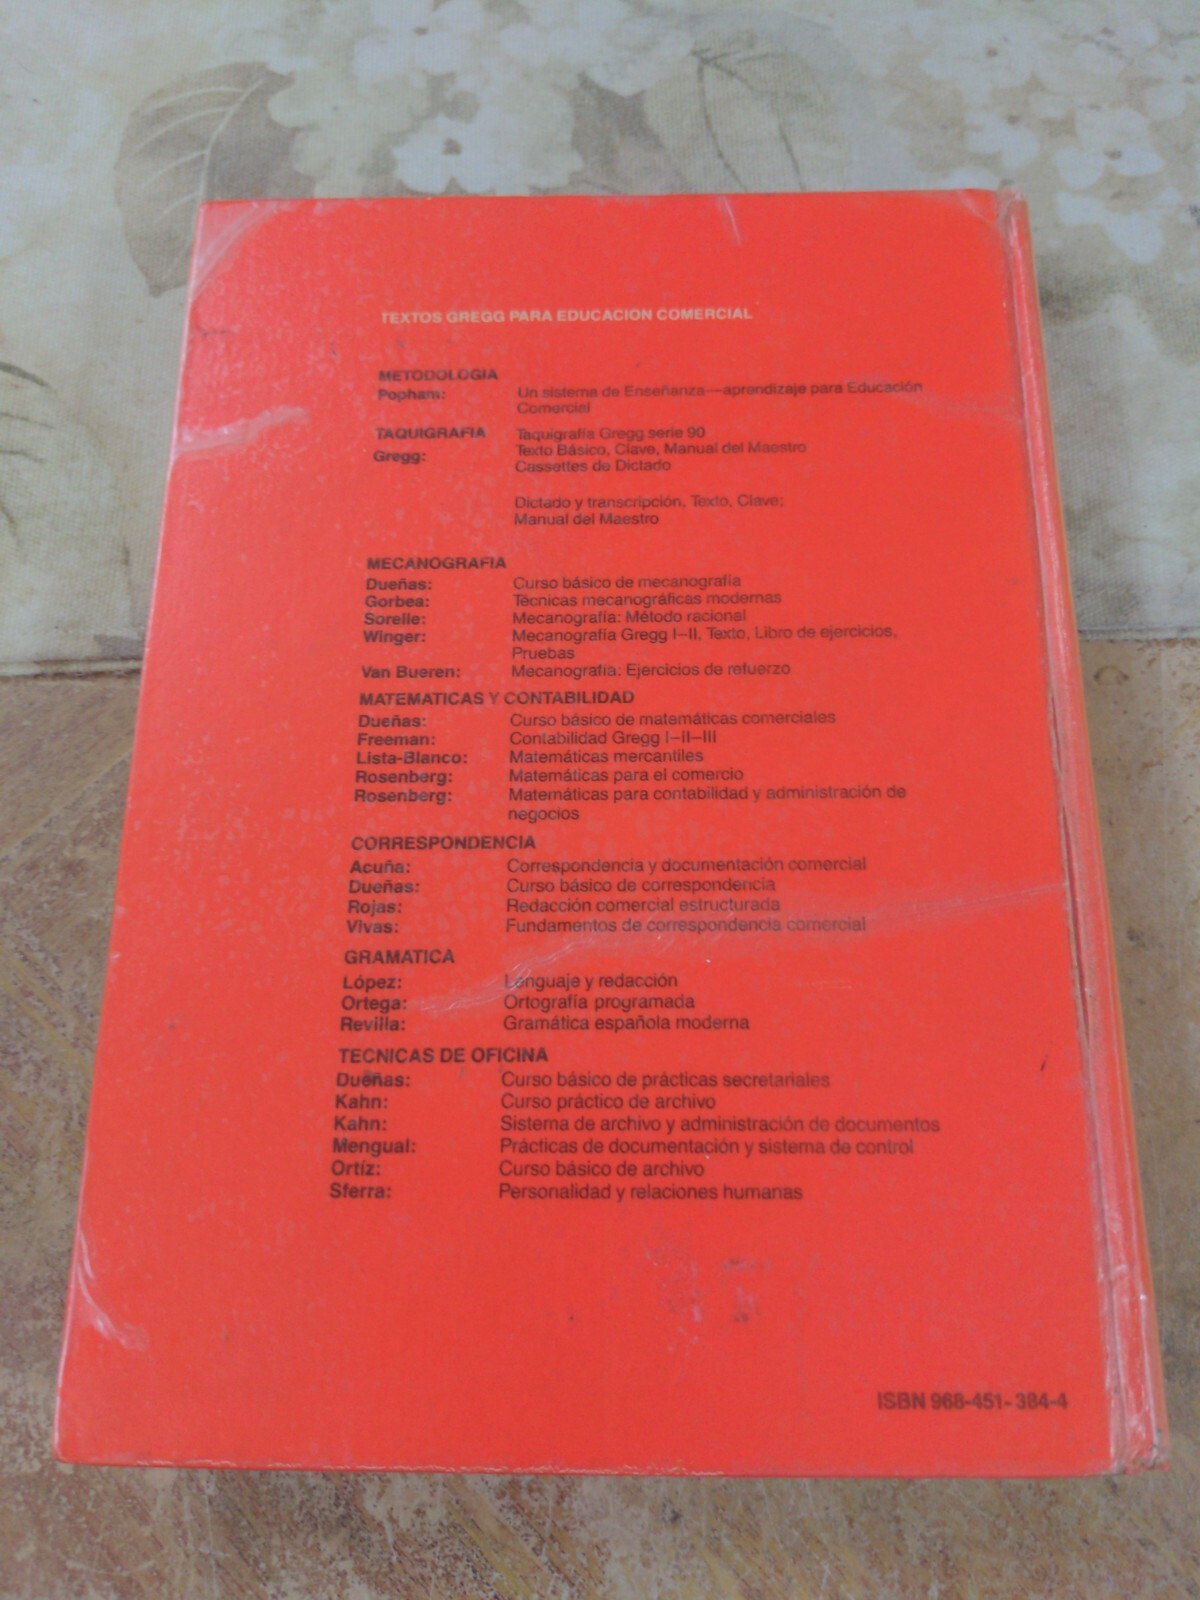 TEXTOS GREGG PARA EDUCACION COMERCIAL
METODOLOGIA
Popham: Un sistema de Enseñanza—aprendizaje para Educación
Comercial
TAQUIGRAFIA Taquigrafía Gregg serie 90
Gregg: Texto Básico, Clave, Manual del Maestro
Cassettes de Dictado
Dictado y transcripción, Texto, Clave;
Manual del Maestro
MECANOGRAFIA
Dueñas: Curso básico de mecanografía
Gorbea: Técnicas mecanográficas modernas
Sorelle: Mecanografía: Método racional
Winger: Mecanografía Gregg I—II, Texto, Libro de ejercicios,
Pruebas
Van Bueren: Mecanografía: Ejercicios de refuerzo
MATEMATICAS Y CONTABILIDAD
Dueñas: Curso básico de matemáticas comerciales
Freeman: Contabilidad Gregg I—II—III
Lista-Blanco: Matemáticas mercantiles
Rosenberg: Matemáticas para el comercio
Rosenberg: Matemáticas para contabilidad y administración de
negocios
CORRESPONDENCIA
Acuña: Correspondencia y documentación comercial
Dueñas: Curso básico de correspondencia
Rojas: Redacción comercial estructurada
Vivas: Fundamentos de correspondencia comercial
GRAMATICA
López: Lenguaje y redacción
Ortega: Ortografía programada
Revilla: Gramática española moderna
TECNICAS DE OFICINA
Dueñas: Curso básico de prácticas secretariales
Kahn: Curso práctico de archivo
Kahn: Sistema de archivo y administración de documentos
Mengual: Prácticas de documentación y sistema de control
Ortíz: Curso básico de archivo
Sferra: Personalidad y relaciones humanas
ISBN 968-451-384-4